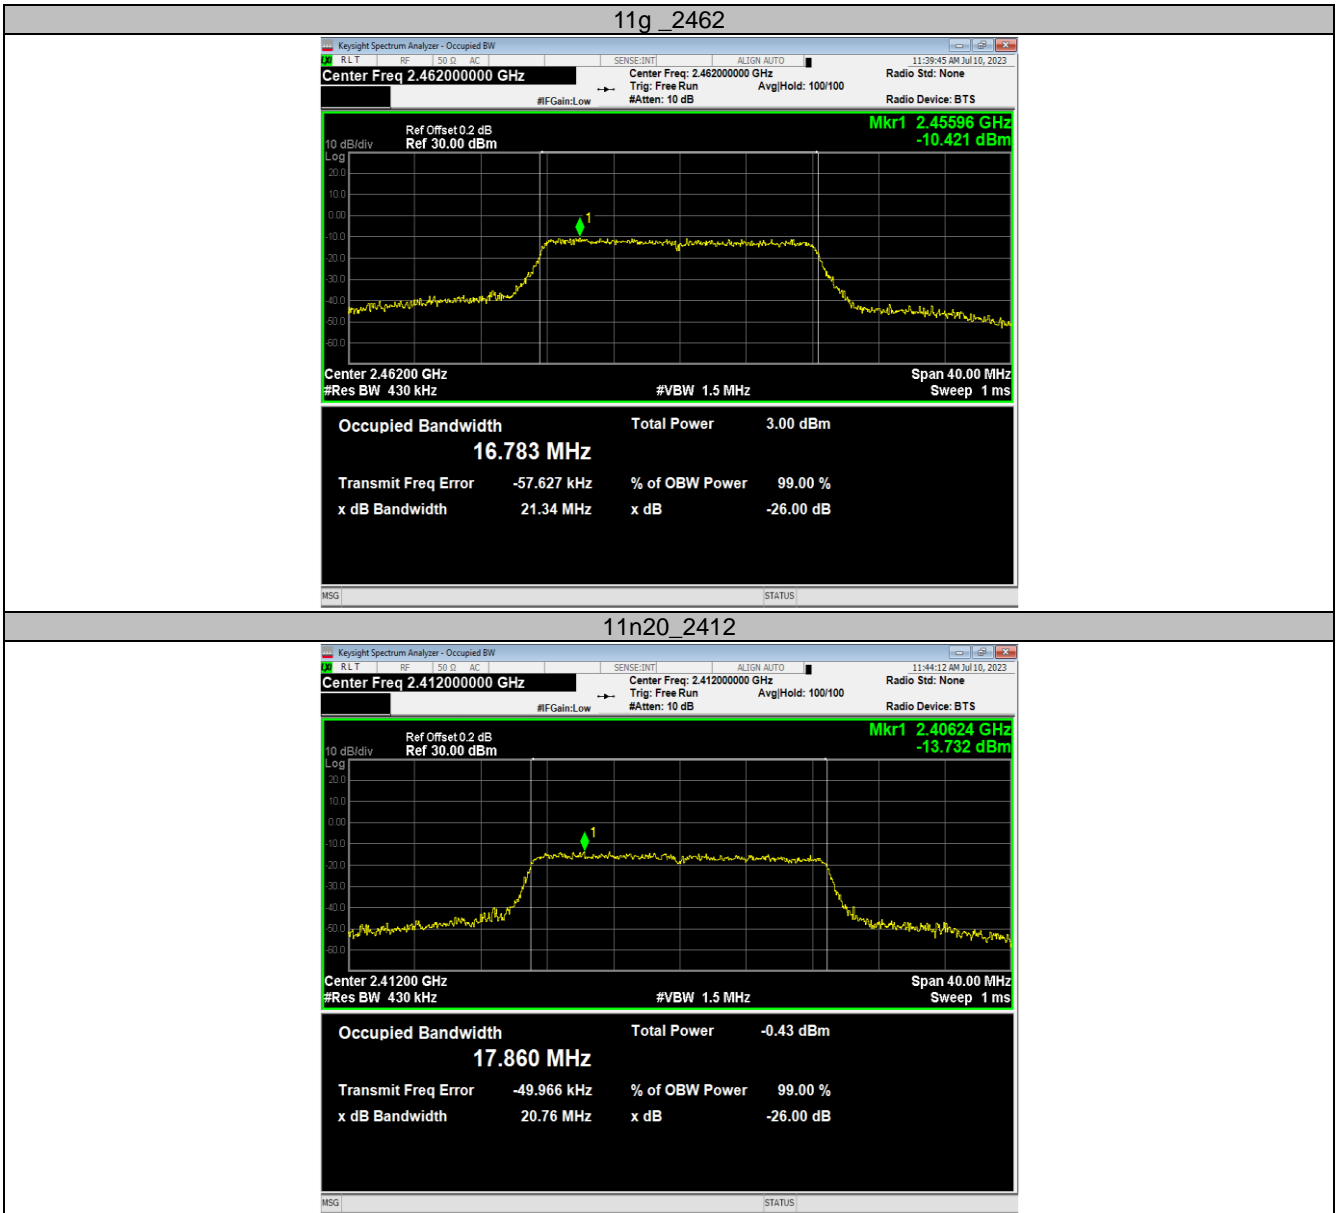 11g _2462
Keysight Spectrum Analyzer - Occupied BW
LXI RLT RF 50 Ω AC SENSE:INT ALIGN AUTO 11:39:45 AM Jul 10, 2023
Center Freq 2.462000000 GHz
Center Freq: 2.462000000 GHz Radio Std: None
Trig: Free Run Avg|Hold: 100/100
#IFGain:Low #Atten: 10 dB Radio Device: BTS
Mkr1 2.45596 GHz
-10.421 dBm
Ref Offset 0.2 dB
10 dB/div Ref 30.00 dBm
Log
20.0
10.0
0.00
-10.0
-20.0
-30.0
-40.0
-50.0
-60.0
1
Center 2.46200 GHz Span 40.00 MHz
#Res BW 430 kHz #VBW 1.5 MHz Sweep 1 ms
Occupied Bandwidth Total Power 3.00 dBm
16.783 MHz
Transmit Freq Error -57.627 kHz % of OBW Power 99.00 %
x dB Bandwidth 21.34 MHz x dB -26.00 dB
MSG STATUS
11n20_2412
Keysight Spectrum Analyzer - Occupied BW
LXI RLT RF 50 Ω AC SENSE:INT ALIGN AUTO 11:44:12 AM Jul 10, 2023
Center Freq 2.412000000 GHz
Center Freq: 2.412000000 GHz Radio Std: None
Trig: Free Run Avg|Hold: 100/100
#IFGain:Low #Atten: 10 dB Radio Device: BTS
Mkr1 2.40624 GHz
-13.732 dBm
Ref Offset 0.2 dB
10 dB/div Ref 30.00 dBm
Log
20.0
10.0
0.00
-10.0
-20.0
-30.0
-40.0
-50.0
-60.0
1
Center 2.41200 GHz Span 40.00 MHz
#Res BW 430 kHz #VBW 1.5 MHz Sweep 1 ms
Occupied Bandwidth Total Power -0.43 dBm
17.860 MHz
Transmit Freq Error -49.966 kHz % of OBW Power 99.00 %
x dB Bandwidth 20.76 MHz x dB -26.00 dB
MSG STATUS